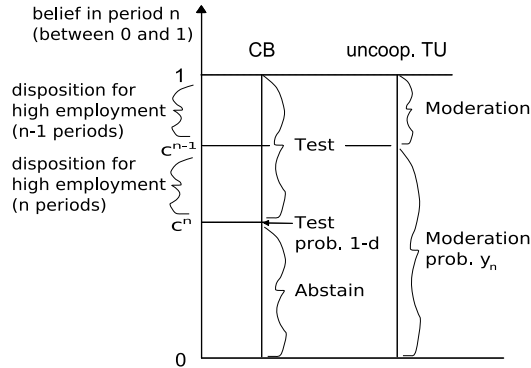 belief in period n
(between 0 and 1)
CB
uncoop. TU
1
disposition for
high employment
(n-1 periods)
Moderation
c^n-1
Test
disposition for
high employment
(n periods)
c^n
Test
prob. 1-d
Moderation
prob. y_n
Abstain
0